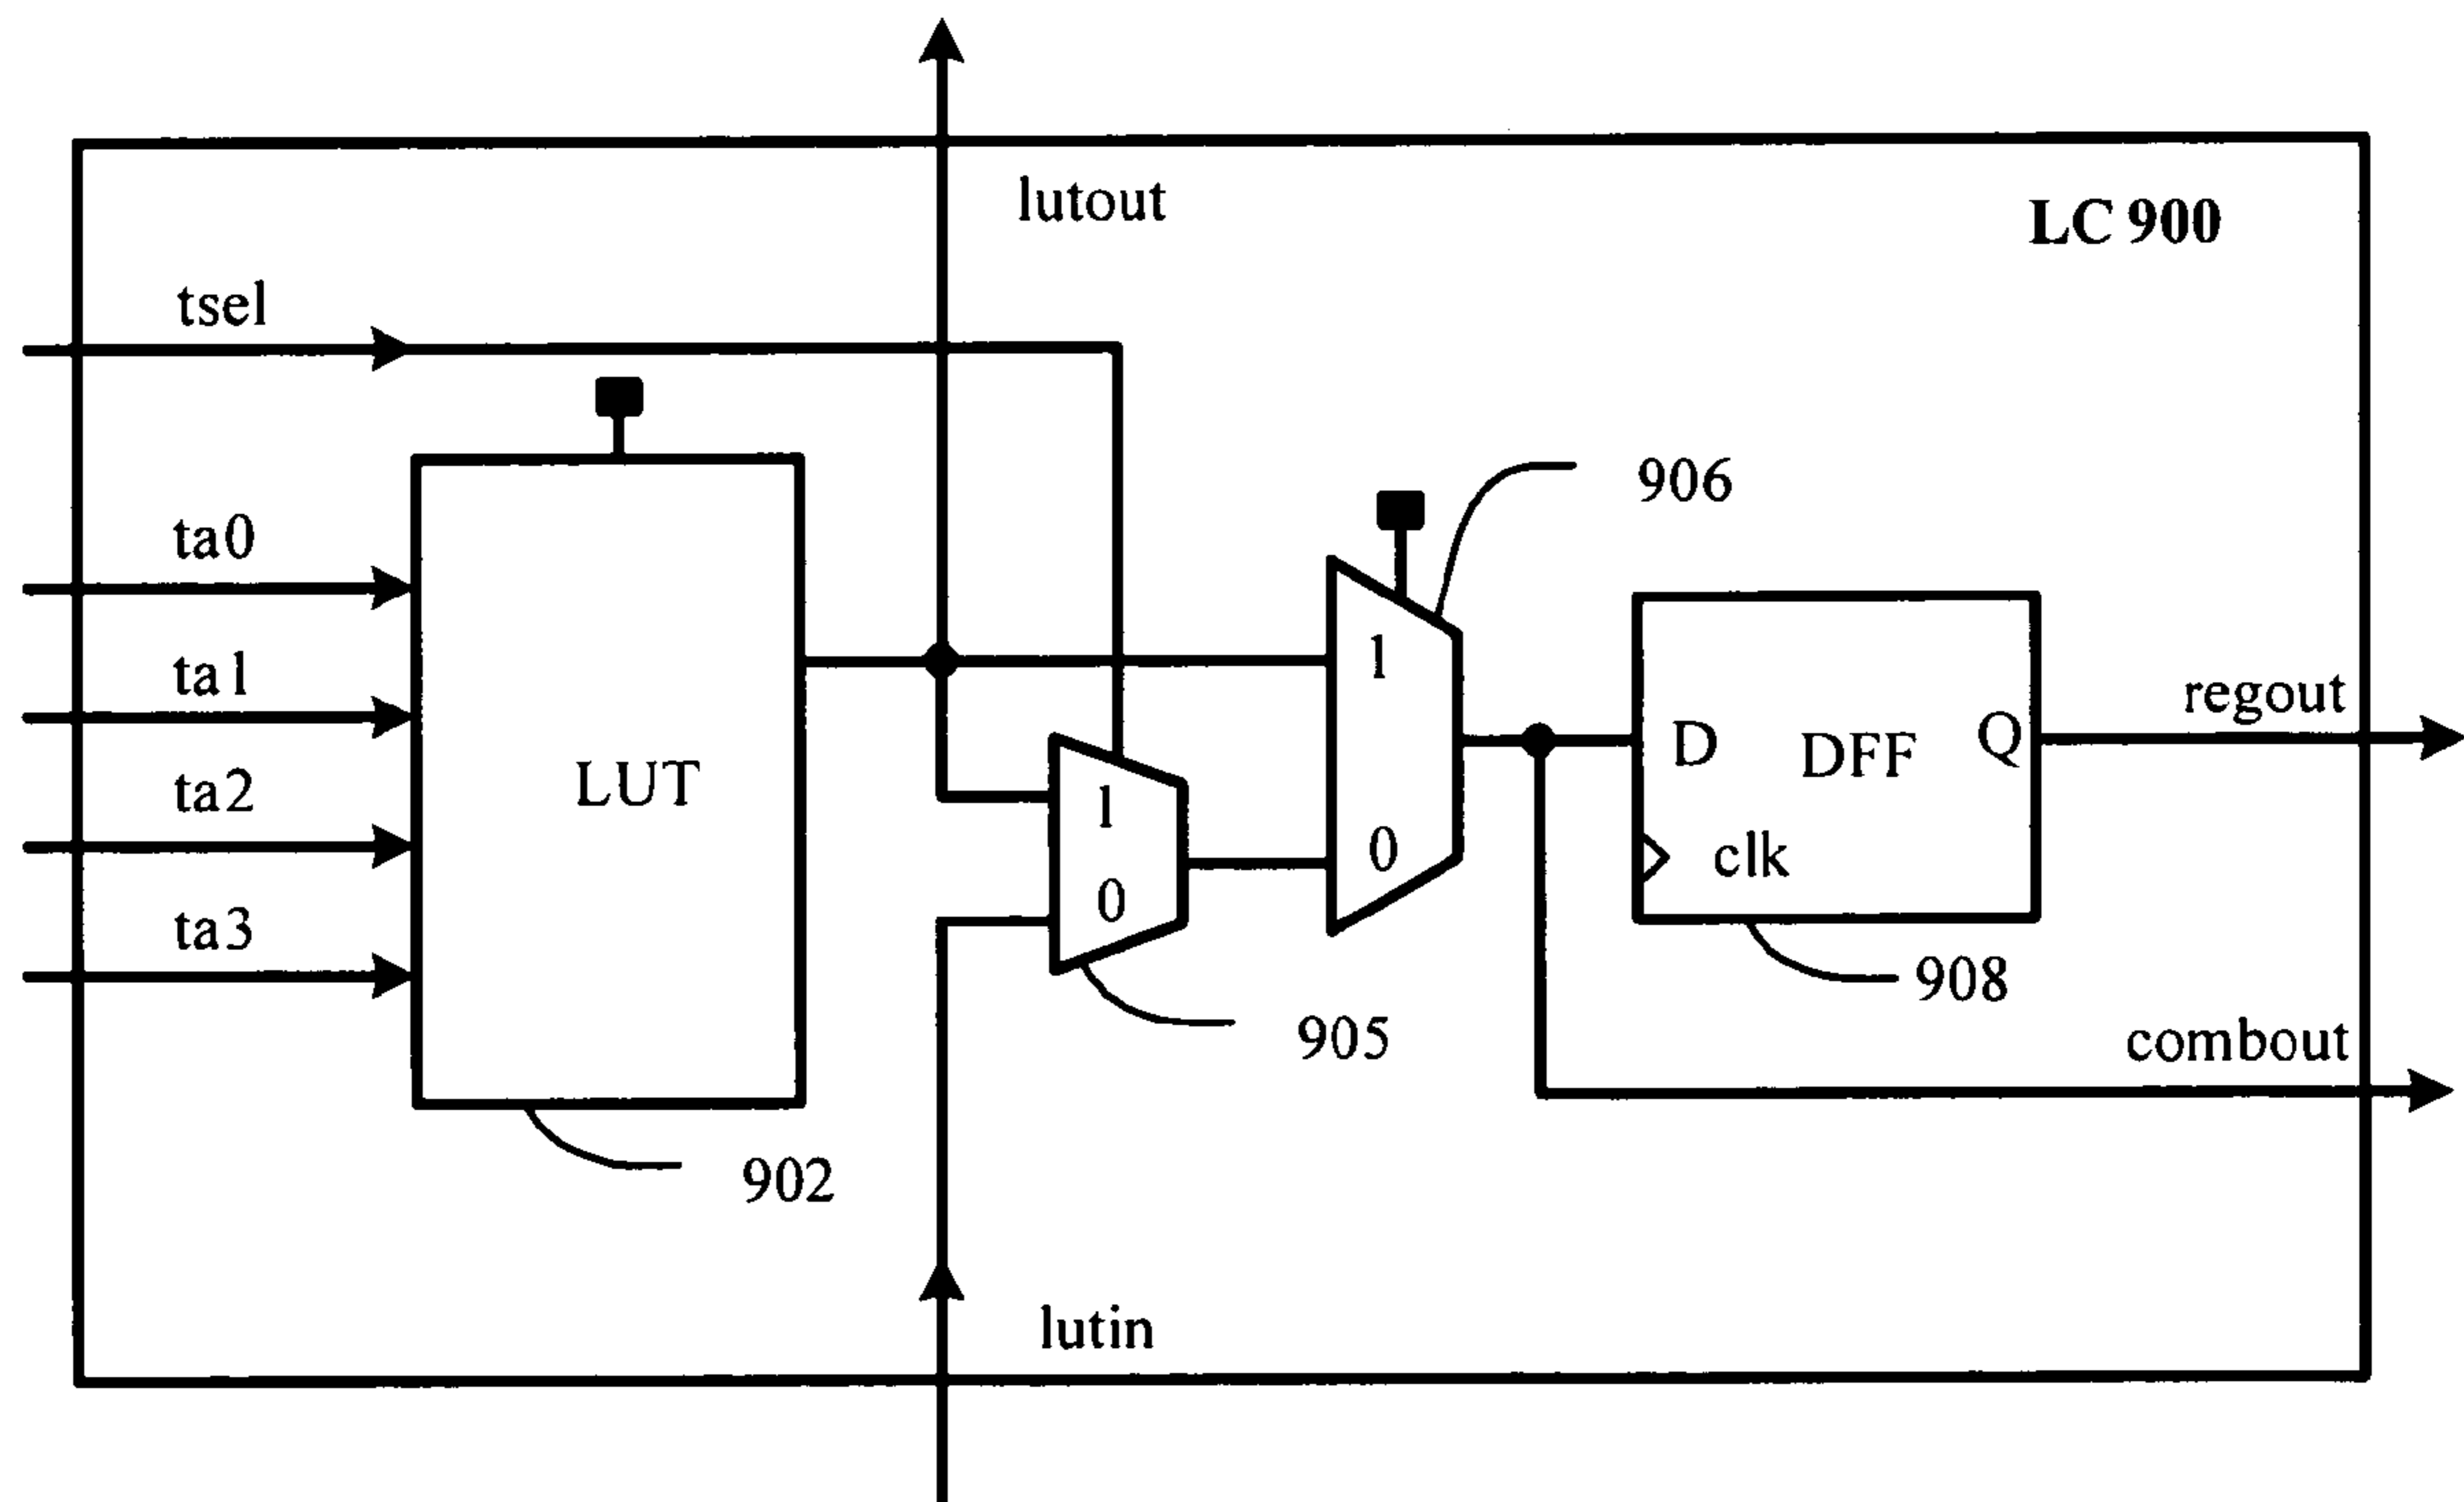 lutout
LC 900
tsel
906
ta0
1
ta1
regout
D
DFF
Q
LUT
ta2
1
0
clk
0
ta3
908
905
combout
902
lutin